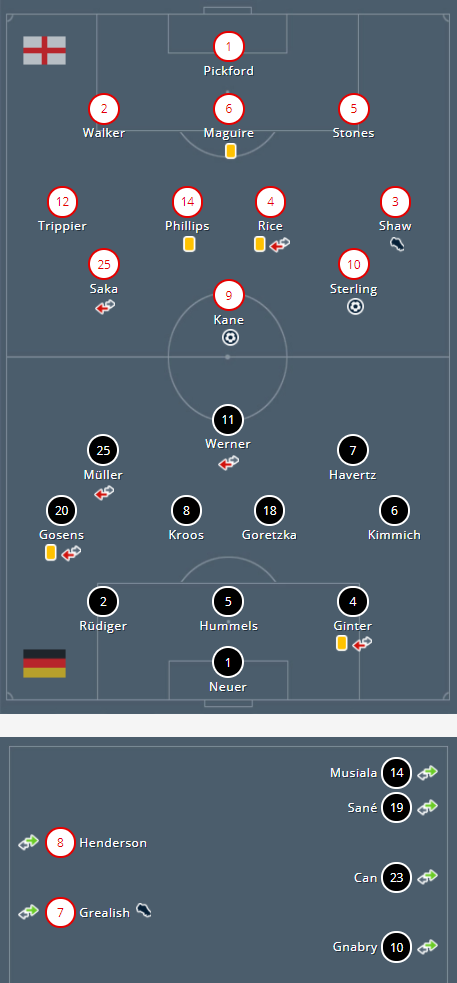 1
Pickford
2
Walker
6
Maguire
5
Stones
12
Trippier
14
Phillips
4
Rice
3
Shaw
25
Saka
10
Sterling
9
Kane
11
Werner
25
Müller
7
Havertz
20
Gosens
8
Kroos
18
Goretzka
6
Kimmich
2
Rüdiger
5
Hummels
4
Ginter
1
Neuer
Musiala 14
Sané 19
8 Henderson
Can 23
7 Grealish
Gnabry 10